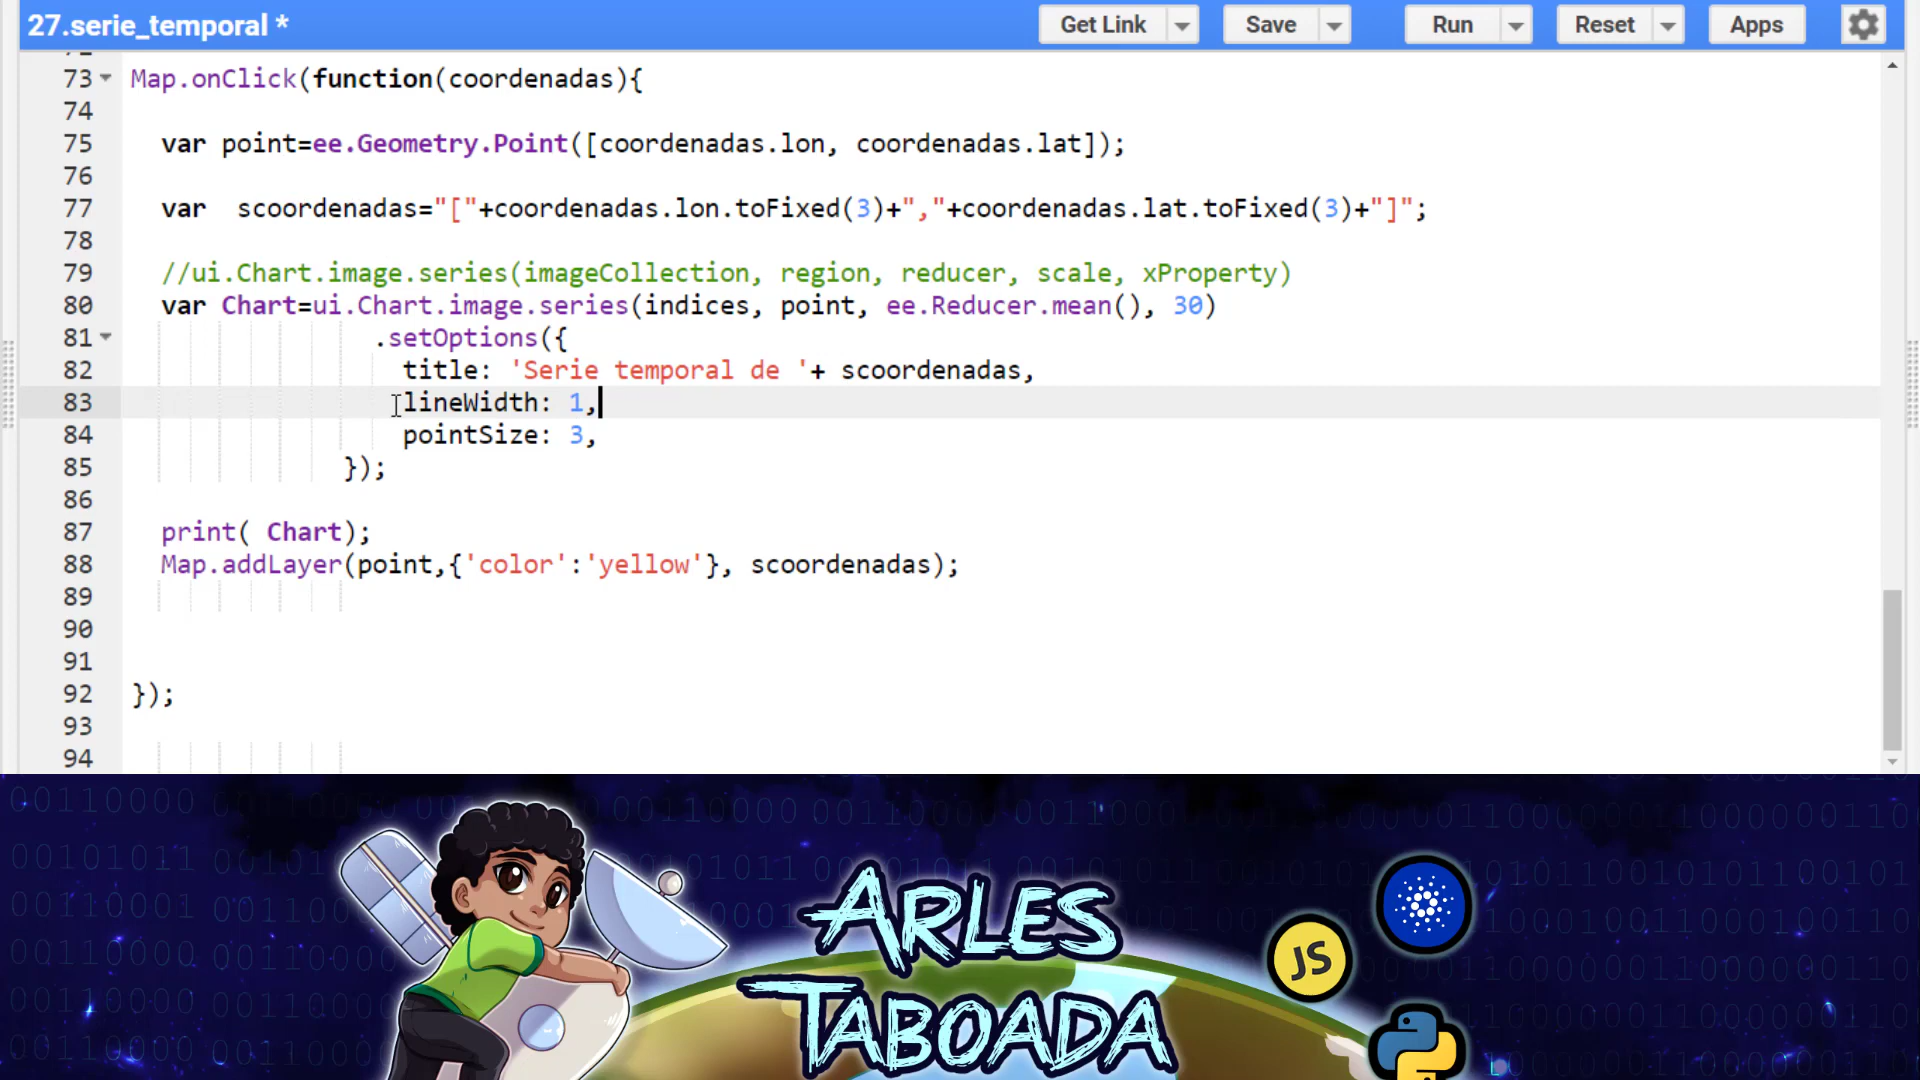 27.serie_temporal *
Get Link
Save
Run
Reset
Apps
73 Map.onClick(function(coordenadas){
74
75 var point=ee.Geometry.Point([coordenadas.lon, coordenadas.lat]);
76
77 var  scoordenadas="["+coordenadas.lon.toFixed(3)+","+coordenadas.lat.toFixed(3)+"]";
78
79 //ui.Chart.image.series(imageCollection, region, reducer, scale, xProperty)
80 var Chart=ui.Chart.image.series(indices, point, ee.Reducer.mean(), 30)
81 .setOptions({
82 title: 'Serie temporal de '+ scoordenadas,
83 lineWidth: 1,
84 pointSize: 3,
85 });
86
87 print( Chart);
88 Map.addLayer(point,{'color':'yellow'}, scoordenadas);
89
90
91
92 });
93
94
ARLES
TABOADA
JS